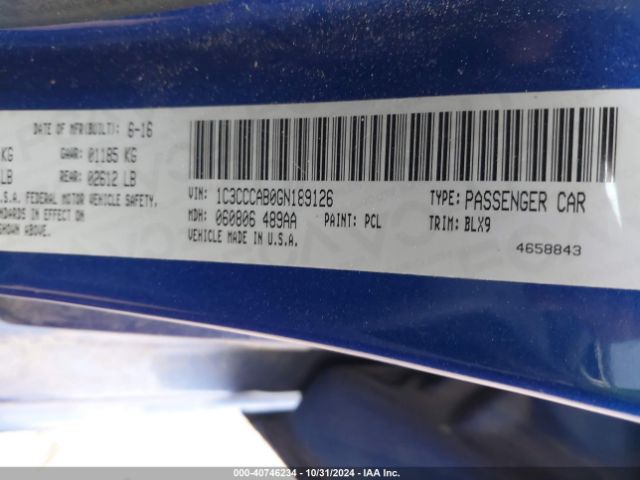 DATE OF MFR(BUILT): 6-16
KG GAWR: 01185 KG
LB REAR: 02612 LB
.S.A. FEDERAL MOTOR VEHICLE SAFETY,
ANDARDS IN EFFECT ON
SHOWN ABOVE.
VIN: 1C3CCCAB0GN189126 TYPE: PASSENGER CAR
MDH: 060806 489AA PAINT: PCL TRIM: BLX9
VEHICLE MADE IN U.S.A.
4658843
000-40746234 - 10/31/2024 - IAA Inc.